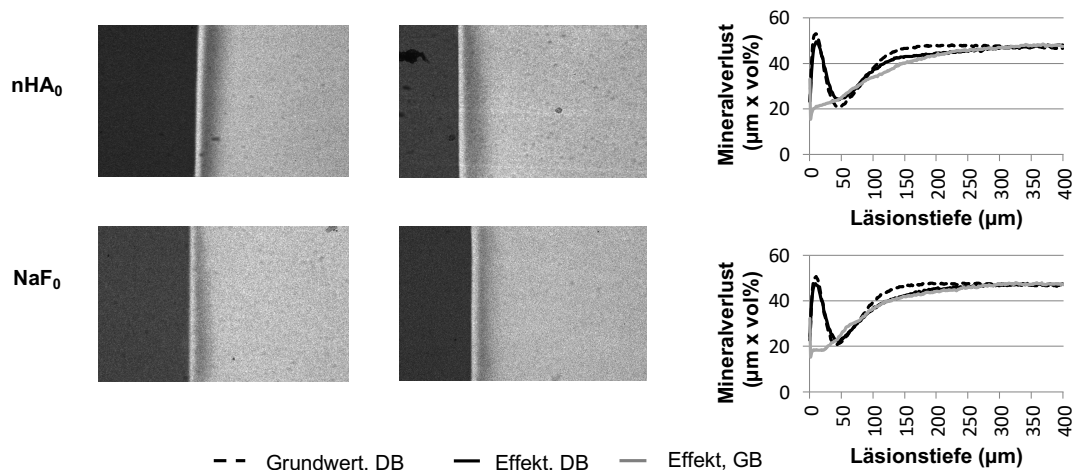 nHA₀
Mineralverlust
(µm x vol%)
60
40
20
0
0
50
100
150
200
250
300
350
400
Läsionstiefe (µm)
NaF₀
Mineralverlust
(µm x vol%)
60
40
20
0
0
50
100
150
200
250
300
350
400
Läsionstiefe (µm)
Grundwert, DB
Effekt, DB
Effekt, GB